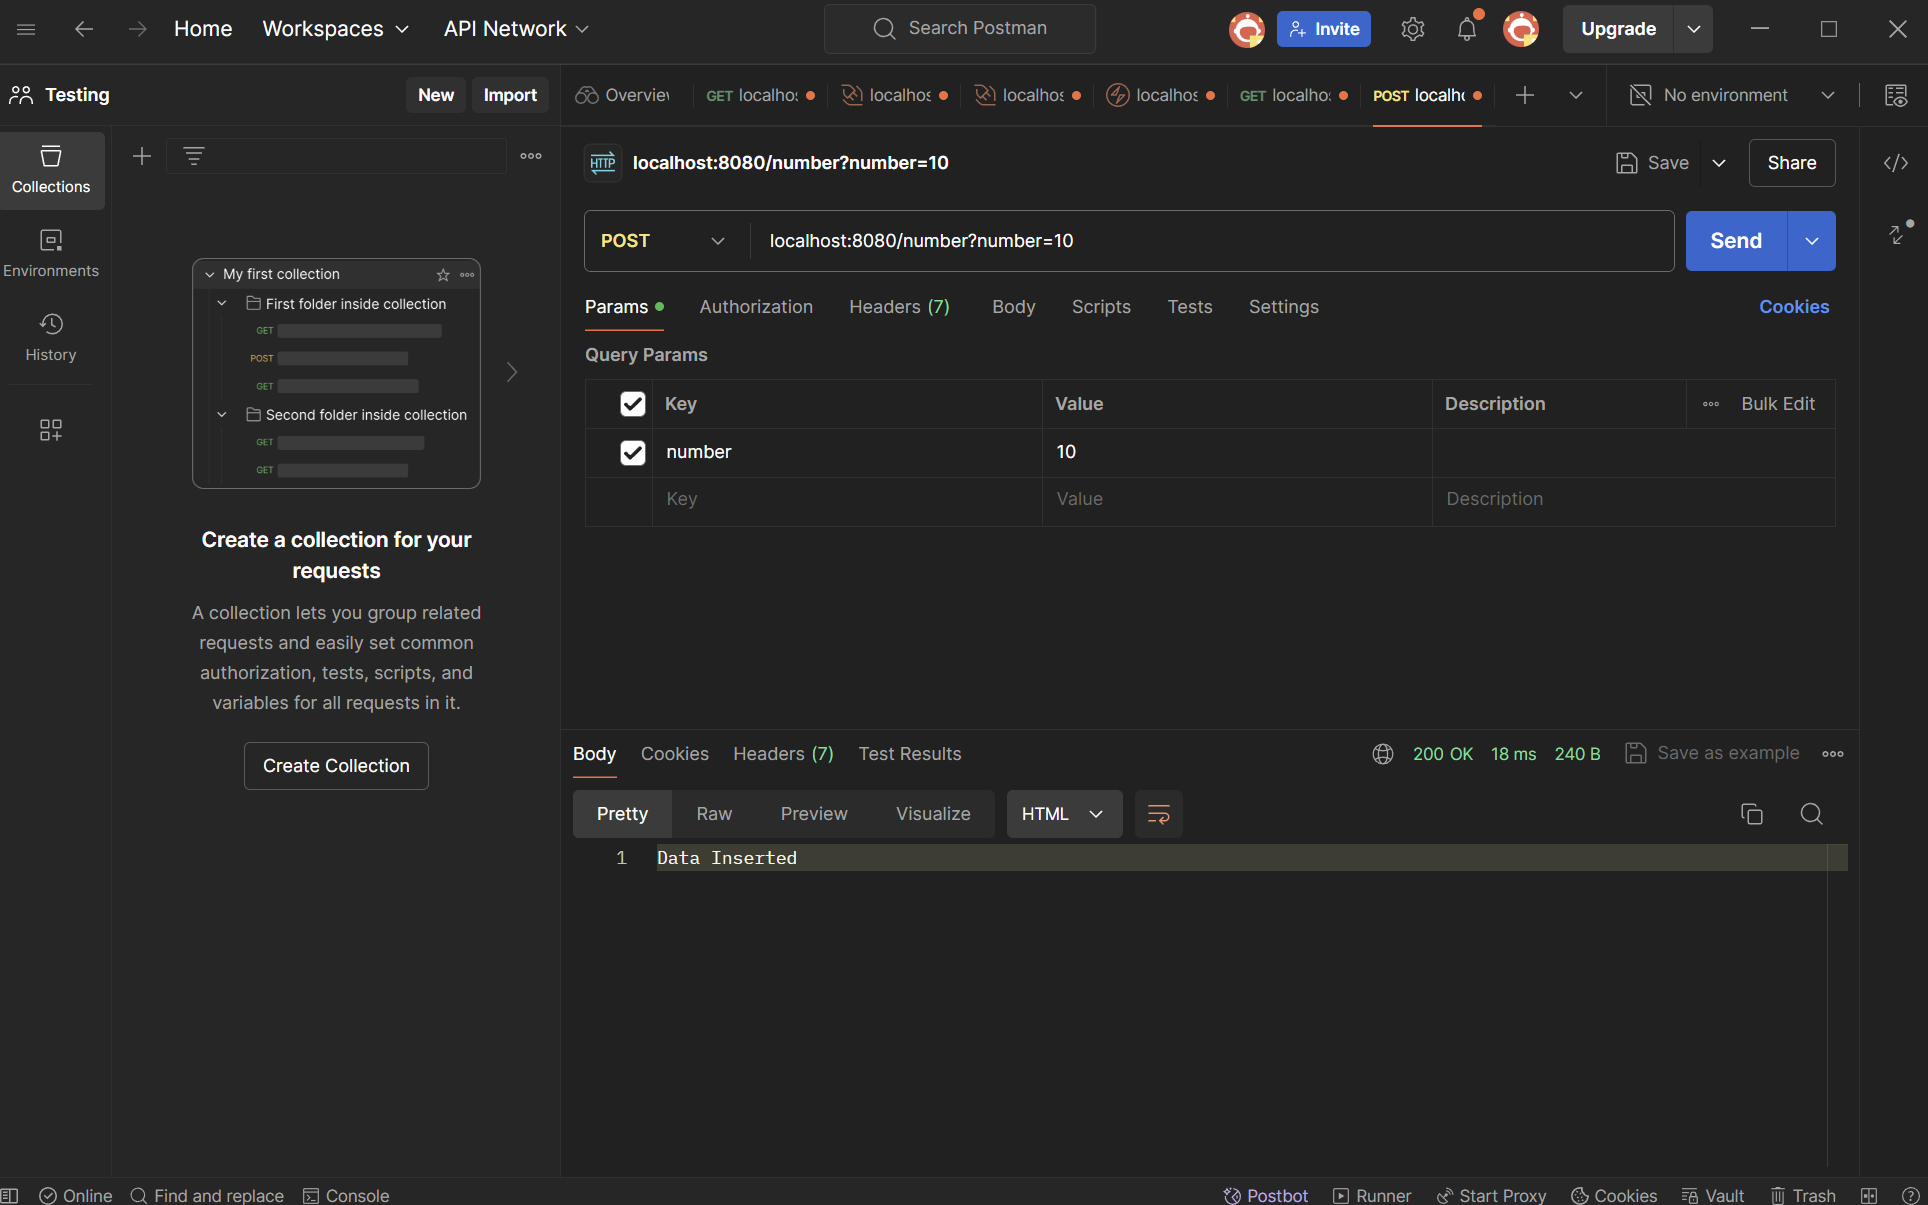 Home Workspaces API Network Search Postman Invite Upgrade
Testing New Import Overview GET localhos localhos localhos localhos GET localhos POST localho No environment
Collections
Environments
History
My first collection
First folder inside collection
GET
POST
GET
Second folder inside collection
GET
GET
Create a collection for your
requests
A collection lets you group related
requests and easily set common
authorization, tests, scripts, and
variables for all requests in it.
Create Collection
HTTP localhost:8080/number?number=10 Save Share
POST localhost:8080/number?number=10 Send
Params Authorization Headers (7) Body Scripts Tests Settings Cookies
Query Params
Key Value Description Bulk Edit
number 10
Key Value Description
Body Cookies Headers (7) Test Results 200 OK 18 ms 240 B Save as example
Pretty Raw Preview Visualize HTML
1 Data Inserted
Online Find and replace Console Postbot Runner Start Proxy Cookies Vault Trash